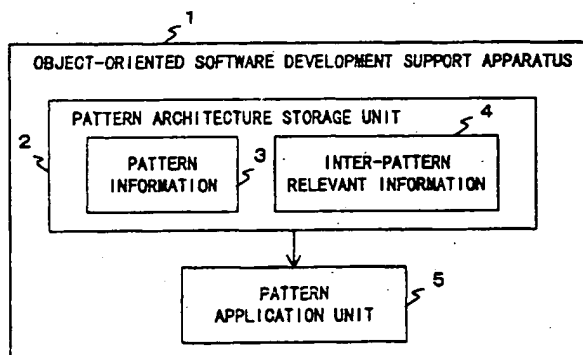 1
OBJECT-ORIENTED SOFTWARE DEVELOPMENT SUPPORT APPARATUS
PATTERN ARCHITECTURE STORAGE UNIT
4
2
PATTERN
INFORMATION
3
INTER-PATTERN
RELEVANT INFORMATION
PATTERN
APPLICATION UNIT
5